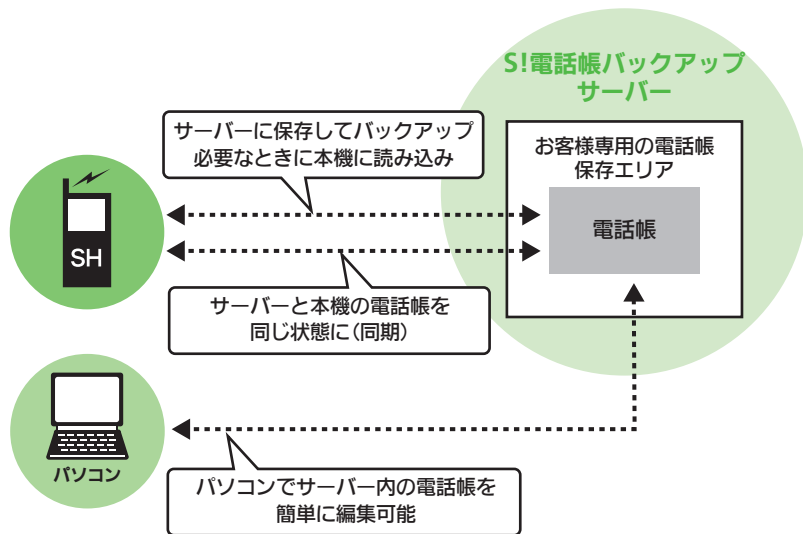 S!電話帳バックアップ
サーバー
サーバーに保存してバックアップ
必要なときに本機に読み込み
お客様専用の電話帳
保存エリア
電話帳
SH
サーバーと本機の電話帳を
同じ状態に(同期)
パソコン
パソコンでサーバー内の電話帳を
簡単に編集可能